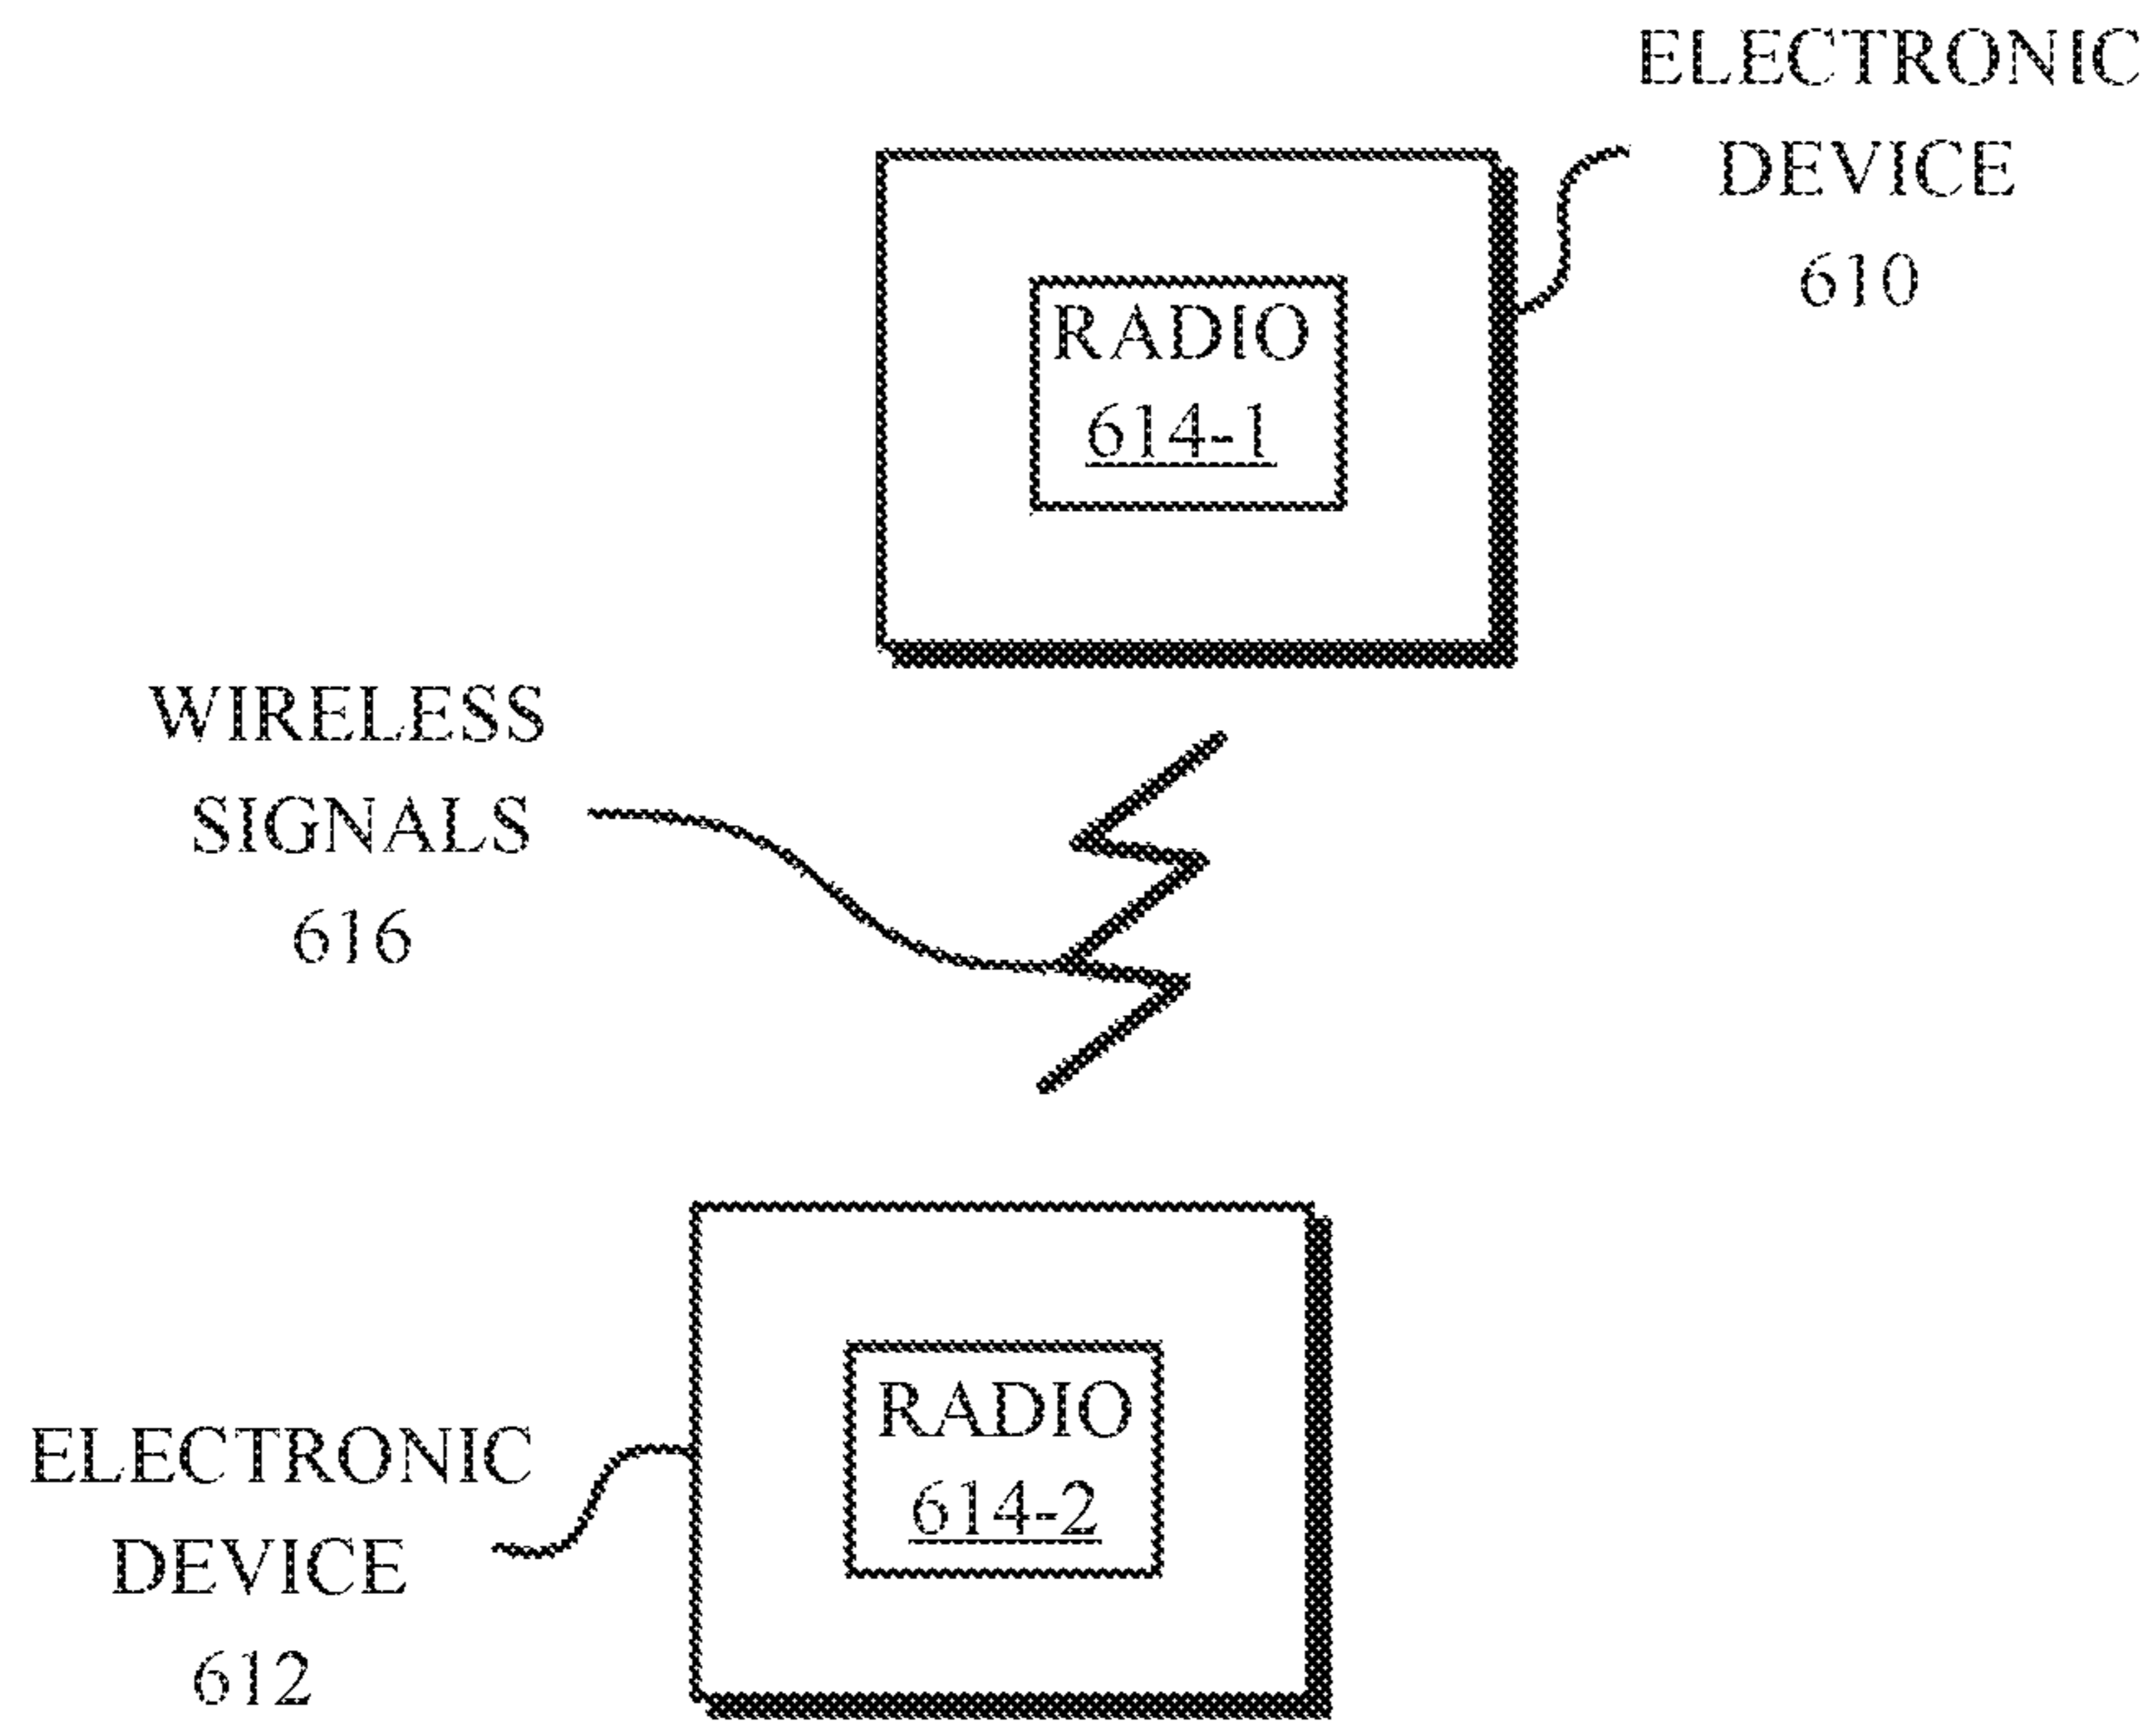 ELECTRONIC
DEVICE
610
RADIO
614-1
WIRELESS
SIGNALS
616
RADIO
614-2
ELECTRONIC
DEVICE
612